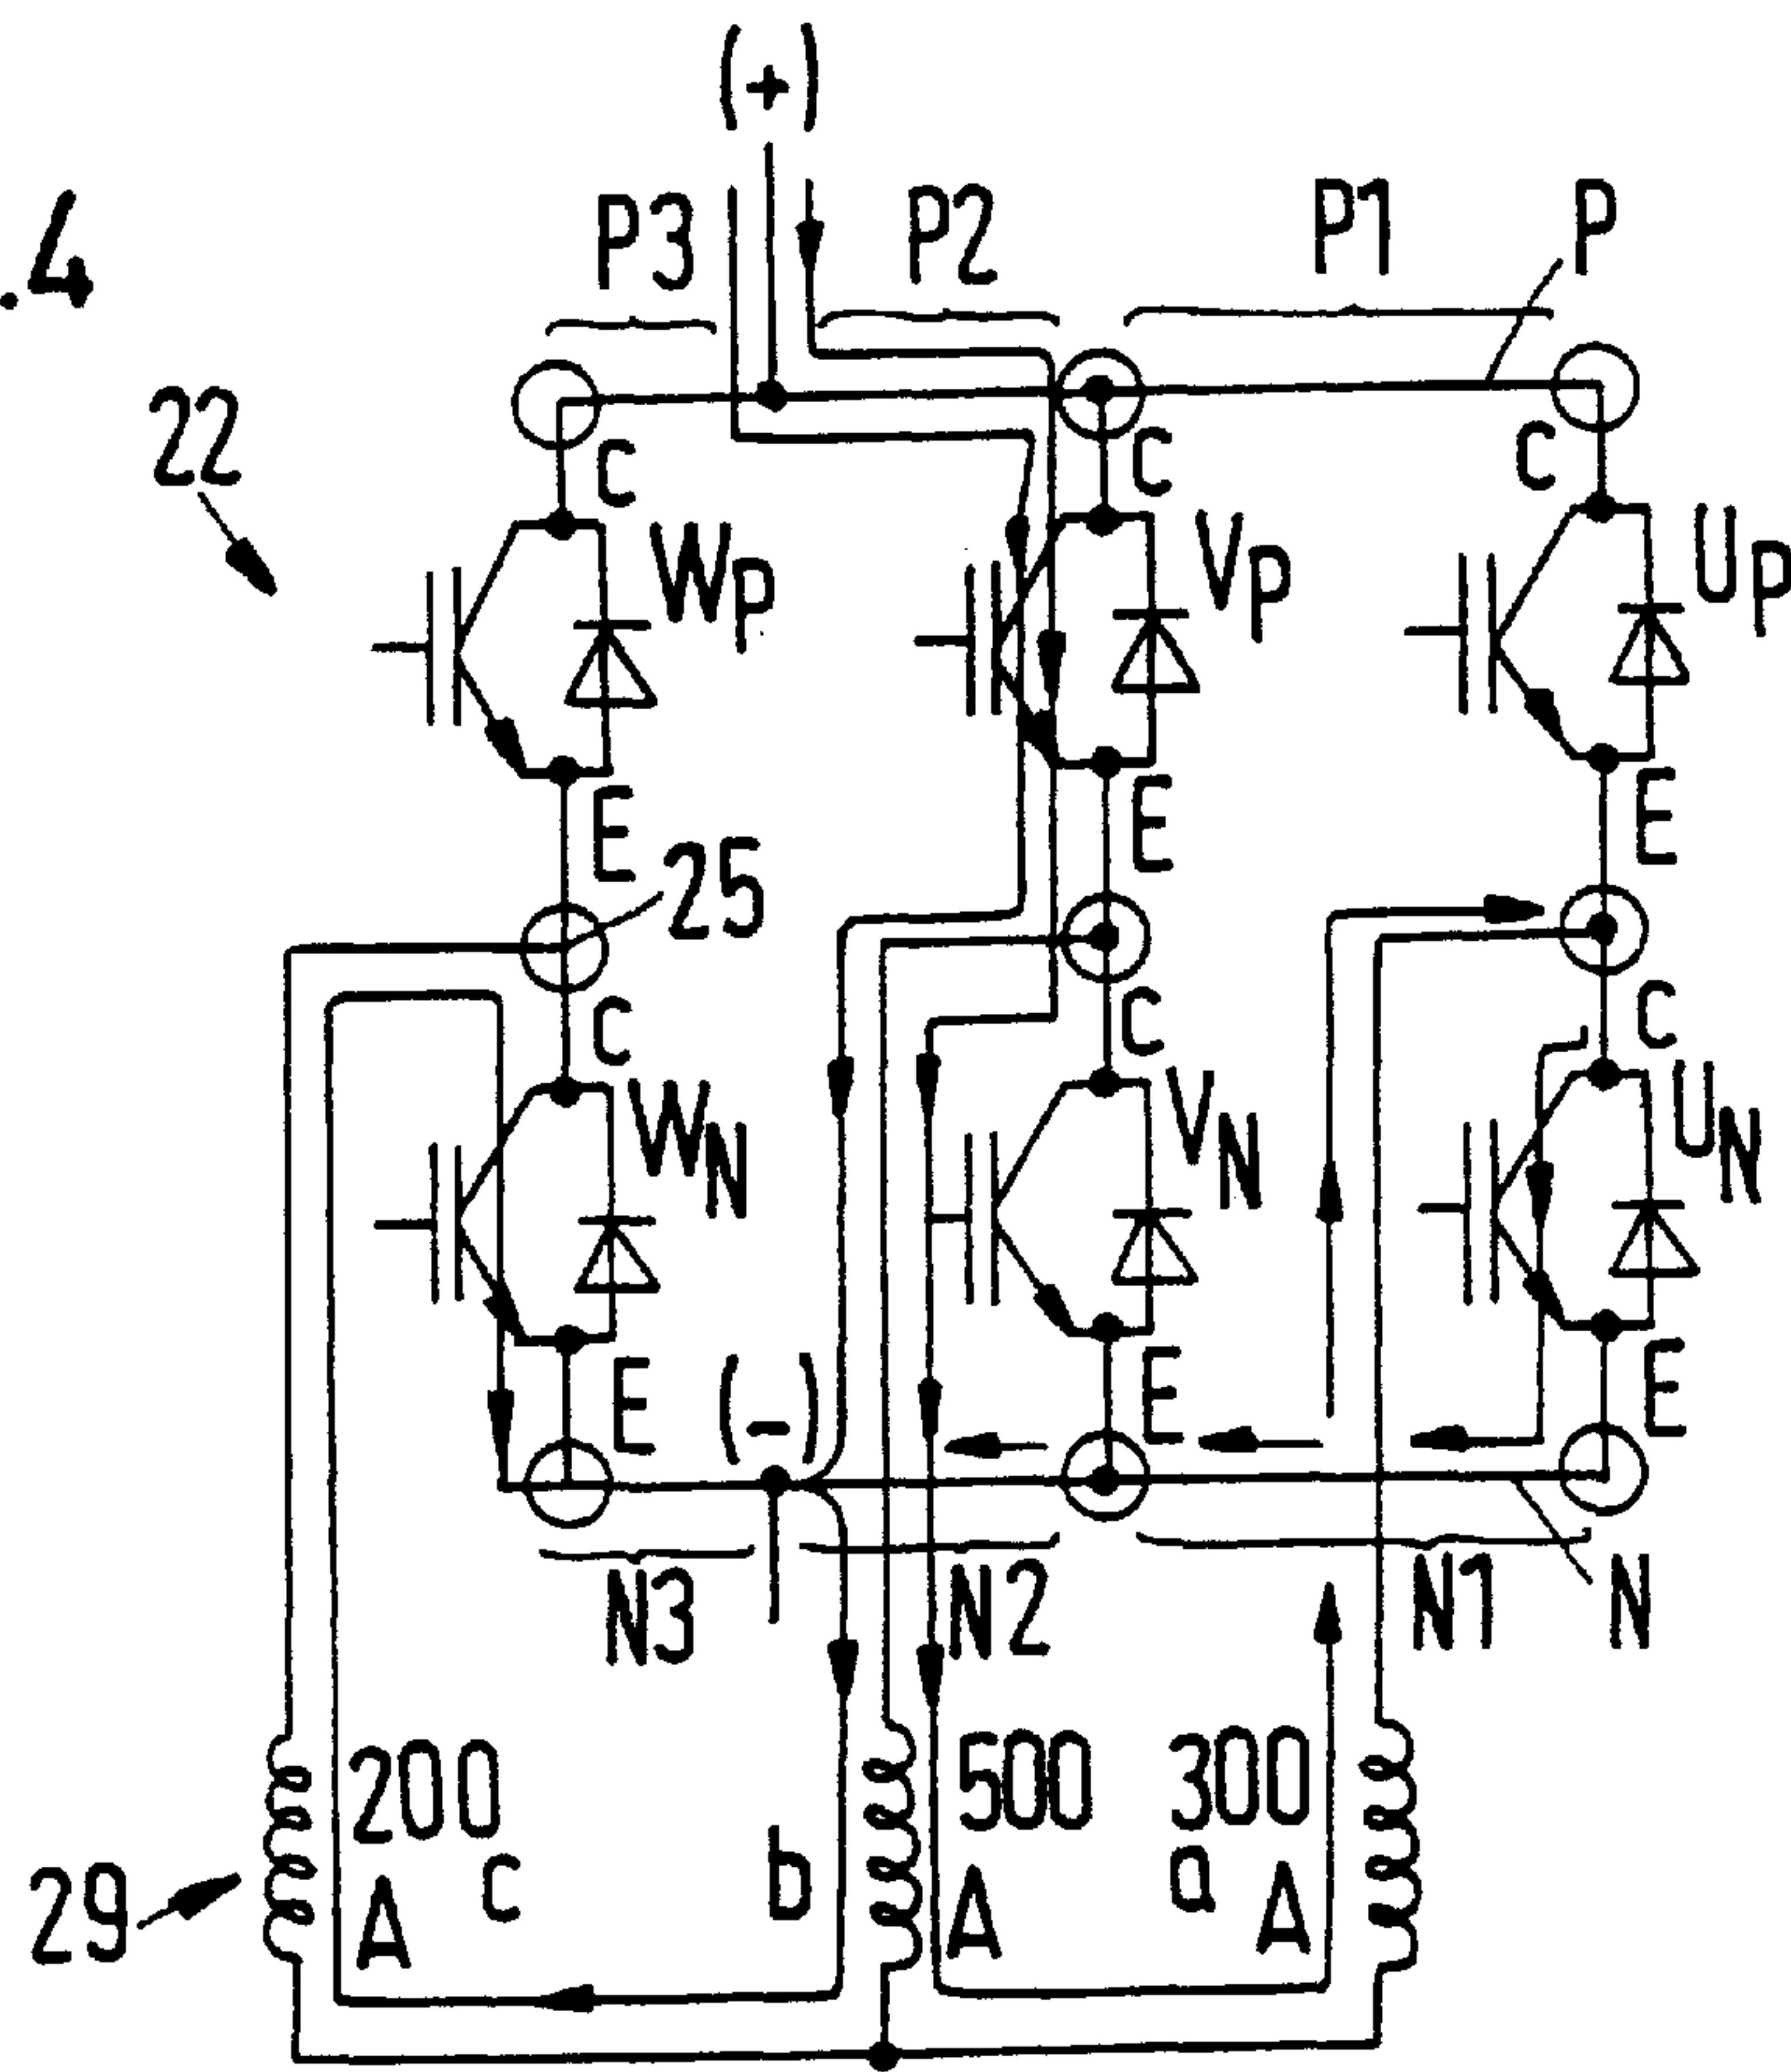 (+)
.4
P3 P2 P1 P
22
C C C
WP VP UP
E E E
25
C C C
WN VN UN
E (-) E E
N3 N2 N1 N
200 A c
b 500 A
a 300 A
29